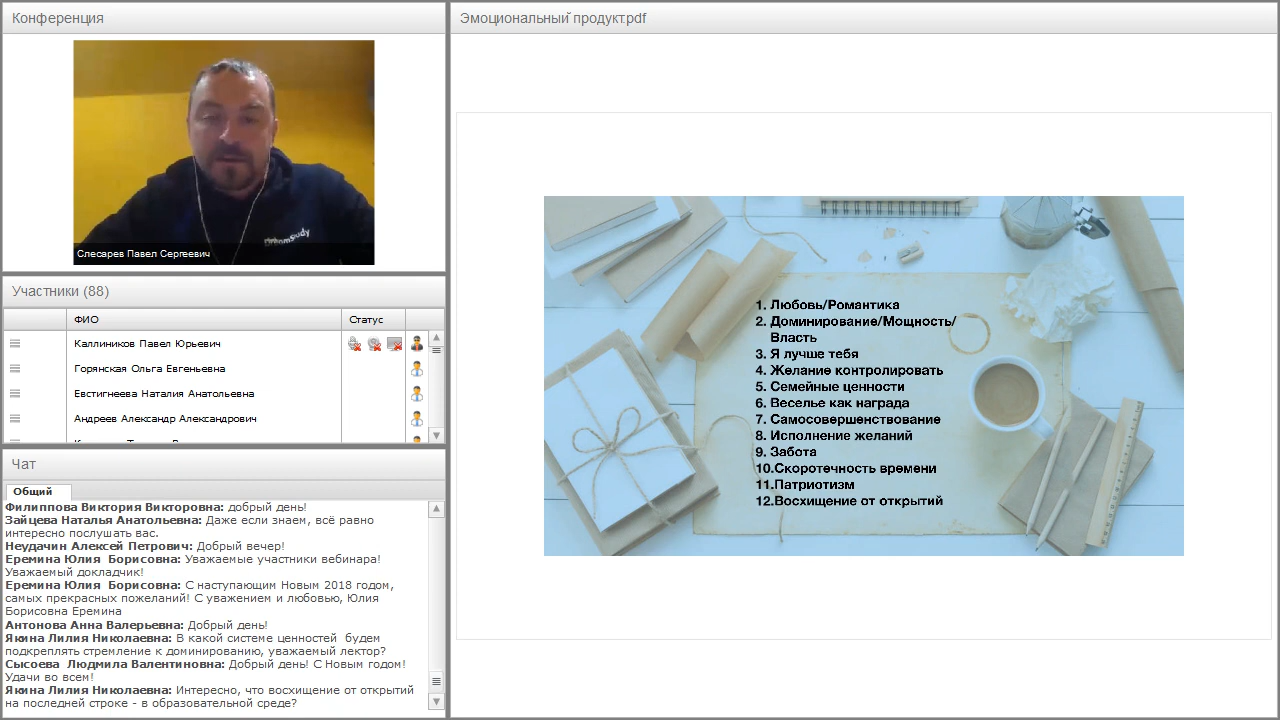 Конференция
Слесарев Павел Сергеевич
Участники (88)
ФИО
Статус
Каллиников Павел Юрьевич
Горянская Ольга Евгеньевна
Евстигнеева Наталия Анатольевна
Андреев Александр Александрович
Чат
Общий
Филиппова Виктория Викторовна: добрый день!
Зайцева Наталья Анатольевна: Даже если знаем, всё равно
интересно послушать вас.
Неудачин Алексей Петрович: Добрый вечер!
Еремина Юлия Борисовна: Уважаемые участники вебинара!
Уважаемый докладчик!
Еремина Юлия Борисовна: С наступающим Новым 2018 годом,
самых прекрасных пожеланий! С уважением и любовью, Юлия
Борисовна Еремина
Антонова Анна Валерьевна: Добрый день!
Якина Лилия Николаевна: В какой системе ценностей будем
подкреплять стремление к доминированию, уважаемый лектор?
Сысоева Людмила Валентиновна: Добрый день! С Новым годом!
Удачи во всем!
Якина Лилия Николаевна: Интересно, что восхищение от открытий
на последней строке - в образовательной среде?
Эмоциональный продукт.pdf
1. Любовь/Романтика
2. Доминирование/Мощность/
Власть
3. Я лучше тебя
4. Желание контролировать
5. Семейные ценности
6. Веселье как награда
7. Самосовершенствование
8. Исполнение желаний
9. Забота
10.Скоротечность времени
11.Патриотизм
12.Восхищение от открытий